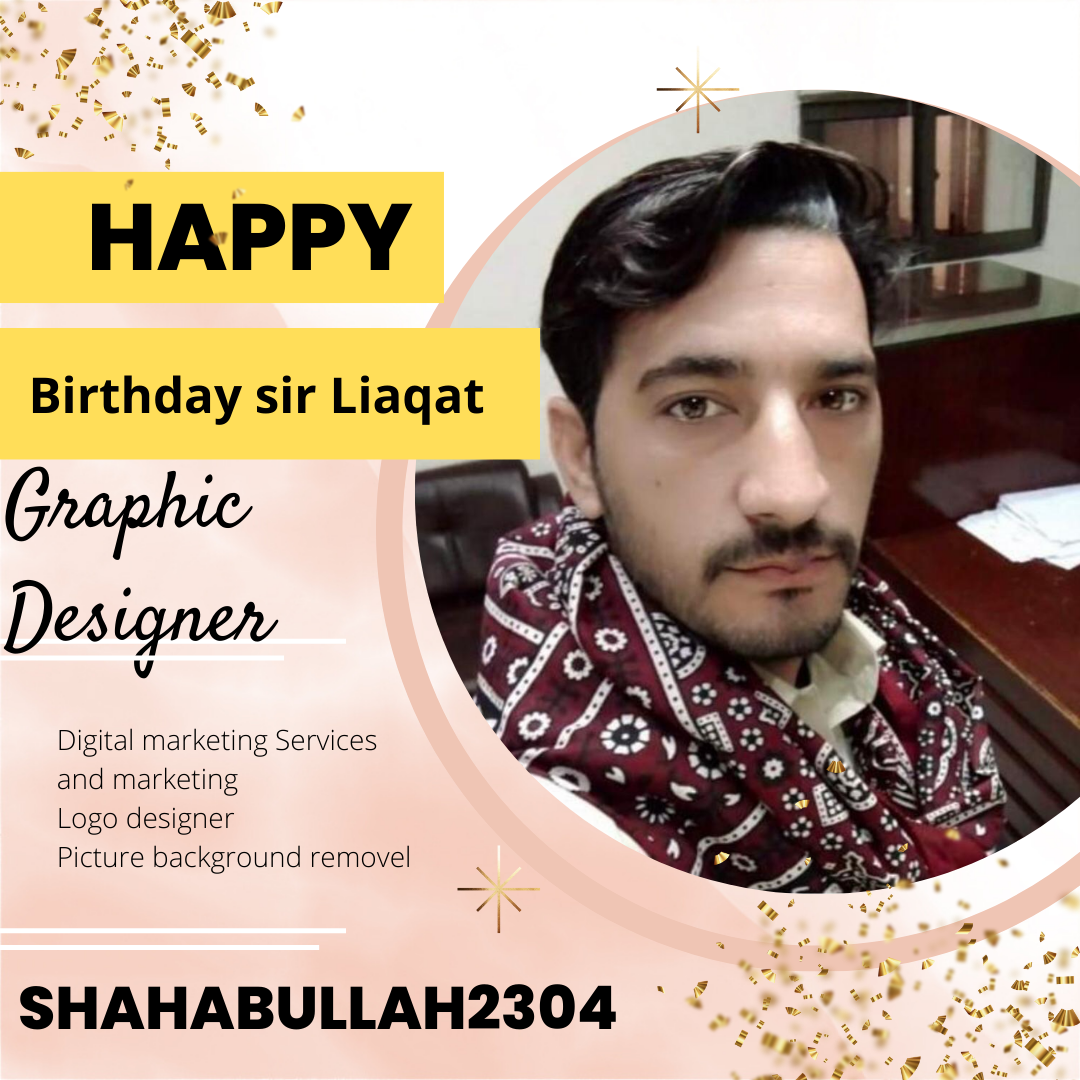 HAPPY
Birthday sir Liaqat
Graphic
Designer
Digital marketing Services
and marketing
Logo designer
Picture background removel
SHAHABULLAH2304